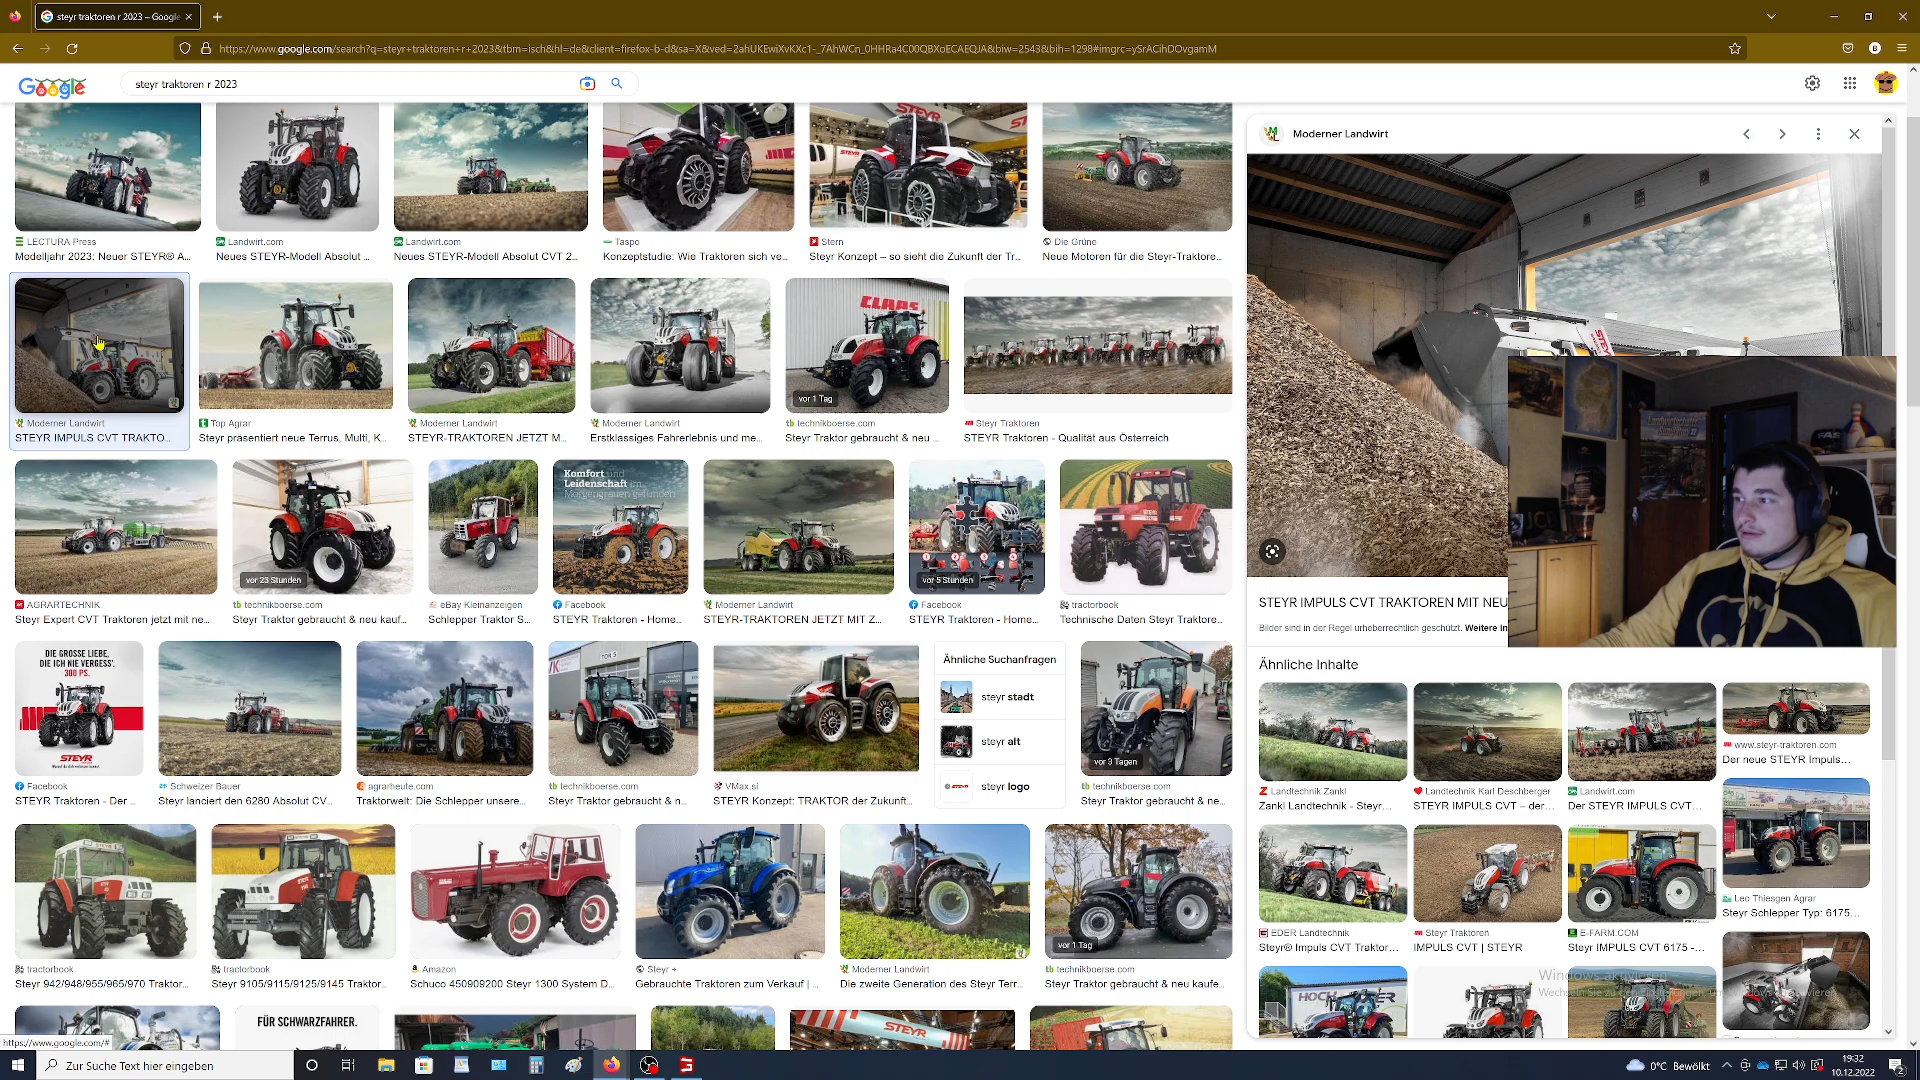 steyr traktoren r 2023 – Google
https://www.google.com/search?q=steyr+traktoren+r+2023&tbm=isch&hl=de&client=firefox-b-d&sa=X&ved=2ahUKEwiXvKXc1-_7AhWCn_0HHRa4C00QBXoECAEQJA&biw=2543&bih=1298#imgrc=ySrACihDOvgamM
Google
steyr traktoren r 2023
LECTURA Press
Modelljahr 2023: Neuer STEYR® A...
Landwirt.com
Neues STEYR-Modell Absolut ...
Landwirt.com
Neues STEYR-Modell Absolut CVT 2...
Taspo
Konzeptstudie: Wie Traktoren sich ve...
Stern
Steyr Konzept – so sieht die Zukunft der Tr...
Die Grüne
Neue Motoren für die Steyr-Traktore...
Moderner Landwirt
STEYR IMPULS CVT TRAKTO...
Top Agrar
Steyr präsentiert neue Terrus, Multi, K...
Moderner Landwirt
STEYR-TRAKTOREN JETZT M...
Moderner Landwirt
Erstklassiges Fahrerlebnis und me...
CLAAS
vor 1 Tag
technikboerse.com
Steyr Traktor gebraucht & neu ...
Steyr Traktoren
STEYR Traktoren - Qualität aus Österreich
AGRARTECHNIK
Steyr Expert CVT Traktoren jetzt mit ne...
vor 23 Stunden
technikboerse.com
Steyr Traktor gebraucht & neu kauf...
eBay Kleinanzeigen
Schlepper Traktor S...
Komfort sind
Leidenschaft im
Morgengrauen gefunden
Facebook
STEYR Traktoren - Home...
Moderner Landwirt
STEYR-TRAKTOREN JETZT MIT Z...
vor 5 Stunden
Facebook
STEYR Traktoren - Home...
tractorbook
Technische Daten Steyr Traktore...
DIE GROSSE LIEBE,
DIE ICH NIE VERGESS'.
300 PS.
STEYR
Facebook
STEYR Traktoren - Der ...
Schweizer Bauer
Steyr lanciert den 6280 Absolut CV...
agrarheute.com
Traktorwelt: Die Schlepper unsere...
TOR 5
technikboerse.com
Steyr Traktor gebraucht & n...
VMax.si
STEYR Konzept: TRAKTOR der Zukunft...
Ähnliche Suchanfragen
steyr stadt
steyr alt
steyr logo
vor 3 Tagen
technikboerse.com
Steyr Traktor gebraucht & ne...
tractorbook
Steyr 942/948/955/965/970 Traktor...
tractorbook
Steyr 9105/9115/9125/9145 Traktor...
Amazon
Schuco 450909200 Steyr 1300 System D...
Steyr +
Gebrauchte Traktoren zum Verkauf | ...
Moderner Landwirt
Die zweite Generation des Steyr Terr...
vor 1 Tag
technikboerse.com
Steyr Traktor gebraucht & neu kaufe...
FÜR SCHWARZFAHRER.
STEYR
https://www.google.com/#
Moderner Landwirt
STEYR
STEYR IMPULS CVT TRAKTOREN MIT NEU
Bilder sind in der Regel urheberrechtlich geschützt. Weitere In
Ähnliche Inhalte
Landtechnik Zankl
Zankl Landtechnik - Steyr...
Landtechnik Karl Deschberger
STEYR IMPULS CVT – der...
Landwirt.com
Der STEYR IMPULS CVT...
www.steyr-traktoren.com
Der neue STEYR Impuls...
EDER Landtechnik
Steyr® Impuls CVT Traktor...
Steyr Traktoren
IMPULS CVT | STEYR
E-FARM.COM
Steyr IMPULS CVT 6175 -...
Leo Thiesgen Agrar
Steyr Schlepper Typ: 6175...
Windows aktivieren
Zur Suche Text hier eingeben
0°C Bewölkt
19:32
10.12.2022